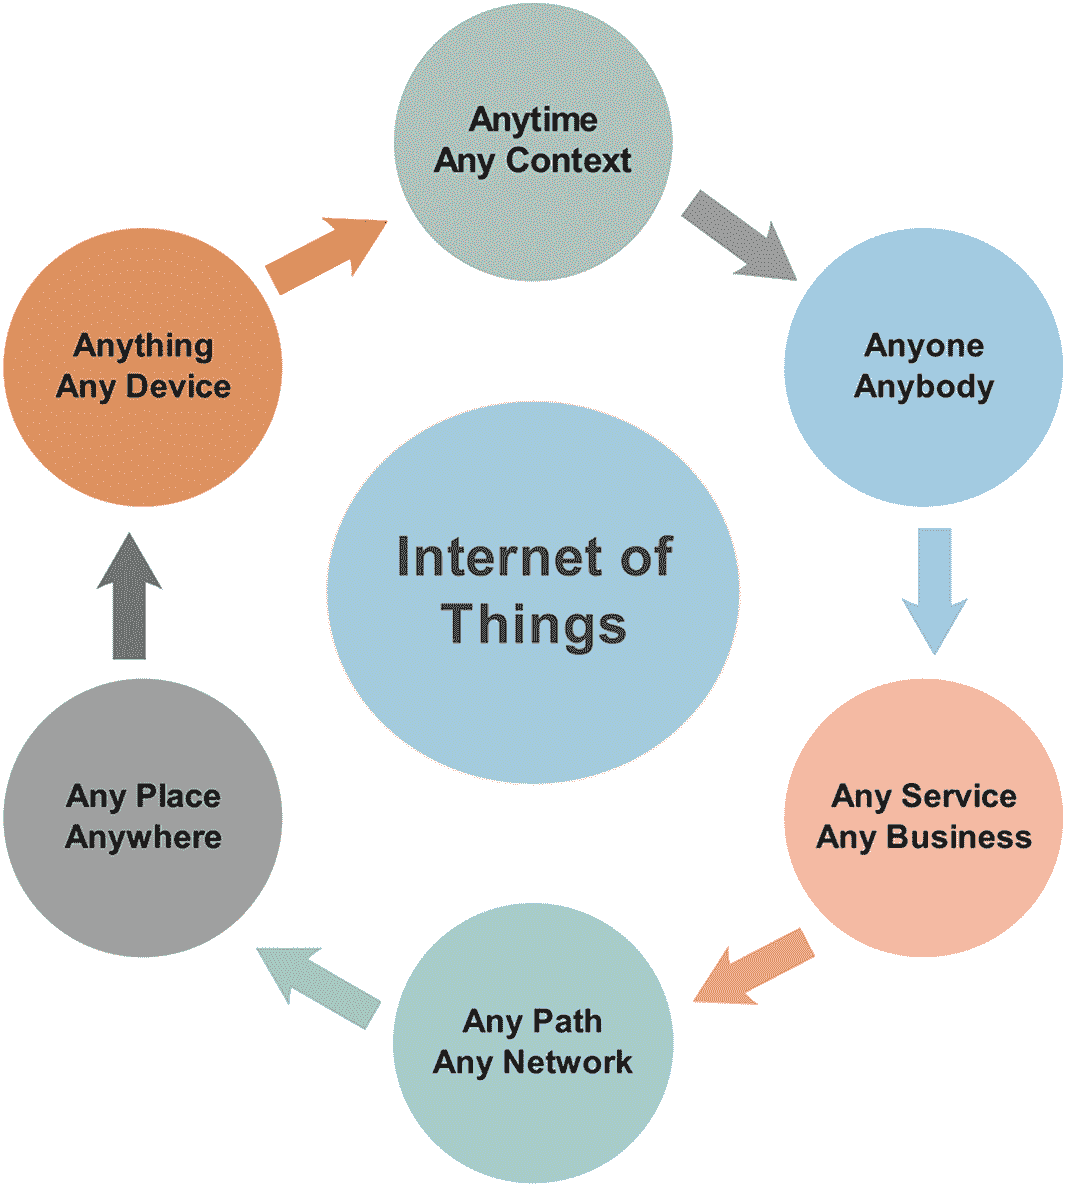 Anytime
Any Context
Anyone
Anybody
Any Service
Any Business
Any Path
Any Network
Any Place
Anywhere
Anything
Any Device
Internet of
Things